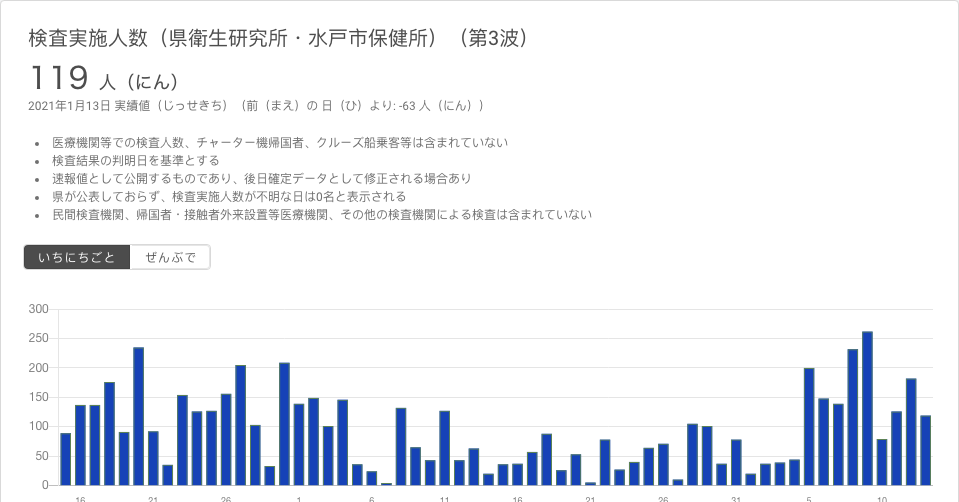 検査実施人数（県衛生研究所・水戸市保健所）（第3波）
119 人（にん）
2021年1月13日 実績値（じっせきち）（前（まえ）の 日（ひ）より: -63 人（にん））
• 医療機関等での検査人数、チャーター機帰国者、クルーズ船乗客等は含まれていない
• 検査結果の判明日を基準とする
• 速報値として公開するものであり、後日確定データとして修正される場合あり
• 県が公表しておらず、検査実施人数が不明な日は0名と表示される
• 民間検査機関、帰国者・接触者外来設置等医療機関、その他の検査機関による検査は含まれていない
いちにちごと ぜんぶで
300
250
200
150
100
50
0
16 21 26 1 6 11 16 21 26 31 5 10